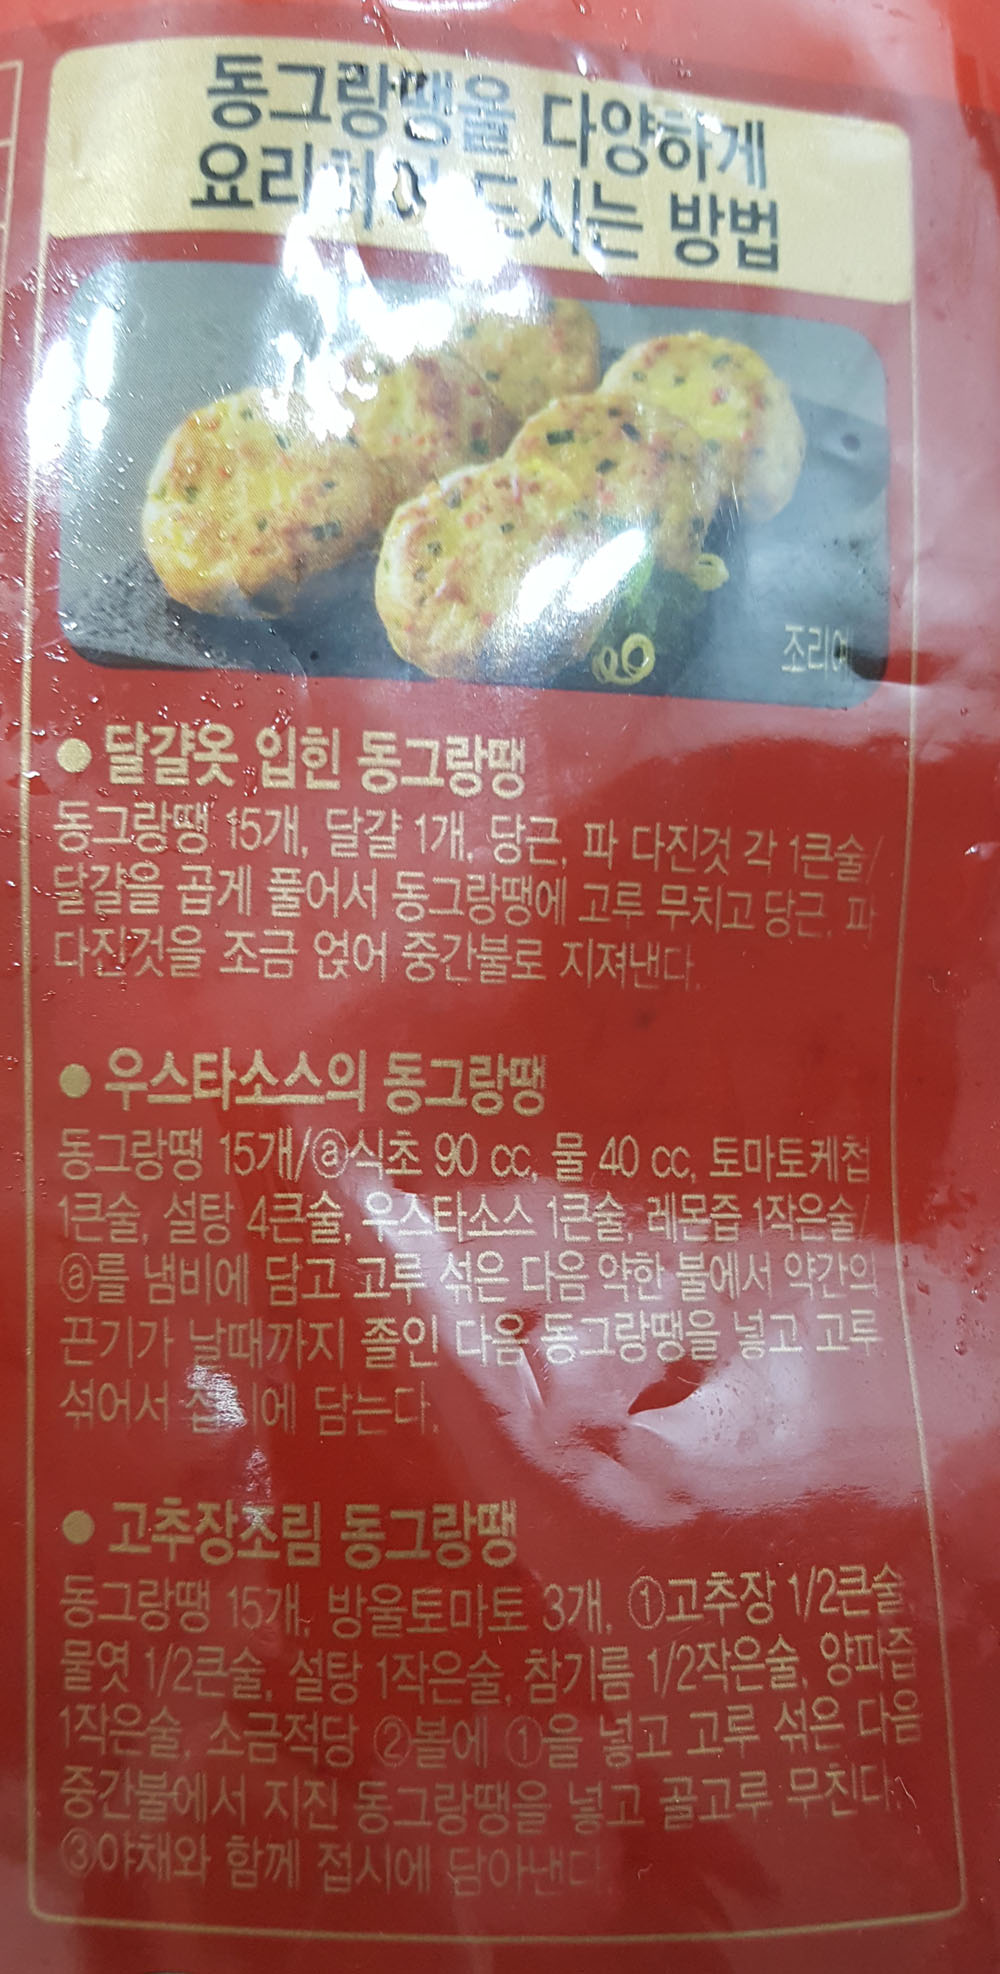 동그랑땡을 다양하게
요리하여 드시는 방법
조리예
● 달걀옷 입힌 동그랑땡
동그랑땡 15개, 달걀 1개, 당근, 파 다진것 각 1큰술/
달걀을 곱게 풀어서 동그랑땡에 고루 무치고 당근, 파
다진것을 조금 얹어 중간불로 지져낸다.
● 우스타소스의 동그랑땡
동그랑땡 15개/ⓐ식초 90 cc, 물 40 cc, 토마토케첩
1큰술, 설탕 4큰술, 우스타소스 1큰술, 레몬즙 1작은술/
ⓐ를 냄비에 담고 고루 섞은 다음 약한 불에서 약간의
끈기가 날때까지 졸인 다음 동그랑땡을 넣고 고루
섞어서 접시에 담는다.
● 고추장조림 동그랑땡
동그랑땡 15개, 방울토마토 3개, ①고추장 1/2큰술,
물엿 1/2큰술, 설탕 1작은술, 참기름 1/2작은술, 양파즙
1작은술, 소금적당 ②볼에 ①을 넣고 고루 섞은 다음
중간불에서 지진 동그랑땡을 넣고 골고루 무친다.
③야채와 함께 접시에 담아낸다.